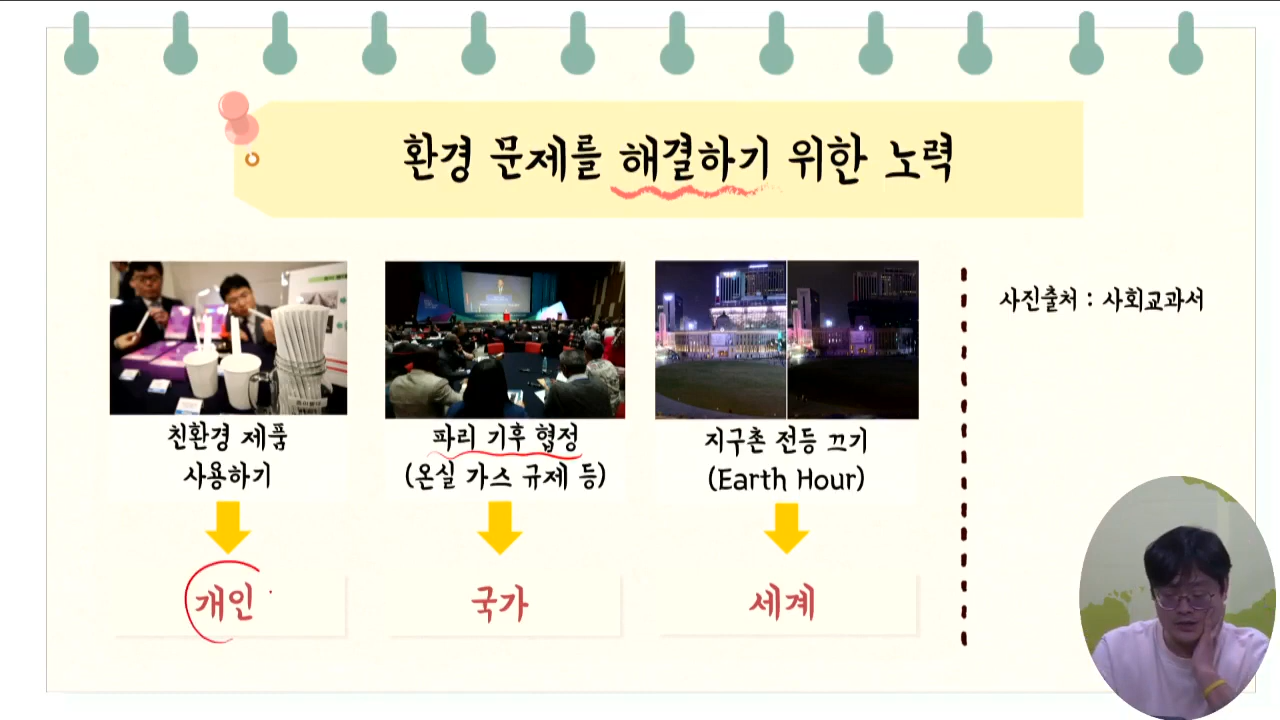 환경 문제를 해결하기 위한 노력
사진출처 : 사회교과서
친환경 제품
사용하기
파리 기후 협정
(온실 가스 규제 등)
지구촌 전등 끄기
(Earth Hour)
개인
국가
세계